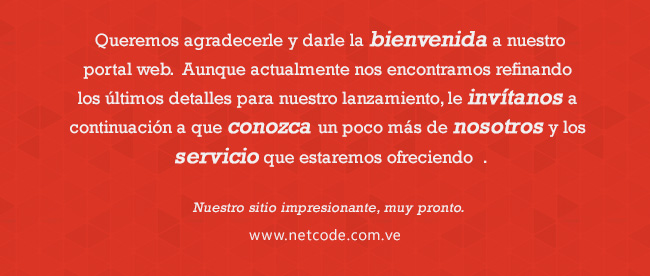 Queremos agradecerle y darle la bienvenida a nuestro
portal web. Aunque actualmente nos encontramos refinando
los últimos detalles para nuestro lanzamiento, le invítanos a
continuación a que conozca un poco más de nosotros y los
servicio que estaremos ofreciendo .
Nuestro sitio impresionante, muy pronto.
www.netcode.com.ve